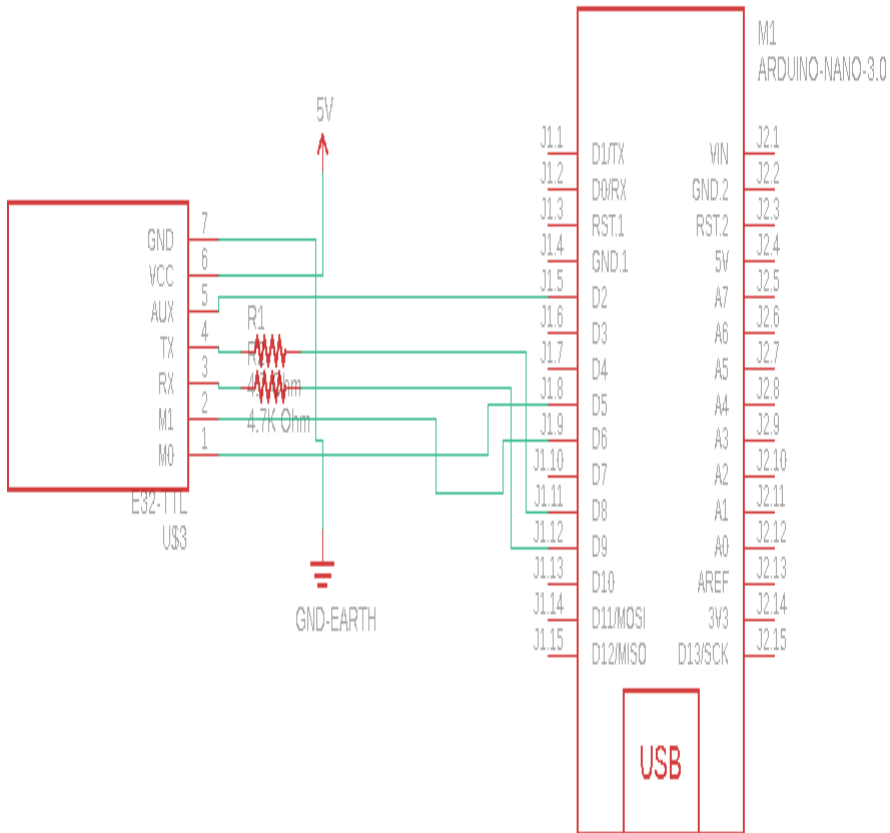 M1
ARDUINO-NANO-3.0
5V
J1.1 D1/TX VIN J2.1
J1.2 D0/RX GND.2 J2.2
J1.3 RST.1 RST.2 J2.3
J1.4 GND.1 5V J2.4
J1.5 D2 A7 J2.5
J1.6 D3 A6 J2.6
J1.7 D4 A5 J2.7
J1.8 D5 A4 J2.8
J1.9 D6 A3 J2.9
J1.10 D7 A2 J2.10
J1.11 D8 A1 J2.11
J1.12 D9 A0 J2.12
J1.13 D10 AREF J2.13
J1.14 D11/MOSI 3V3 J2.14
J1.15 D12/MISO D13/SCK J2.15
USB
GND 7
VCC 6
AUX 5
TX 4
RX 3
M1 2
M0 1
E32-TTL
U$3
R1
4.7K Ohm
GND-EARTH